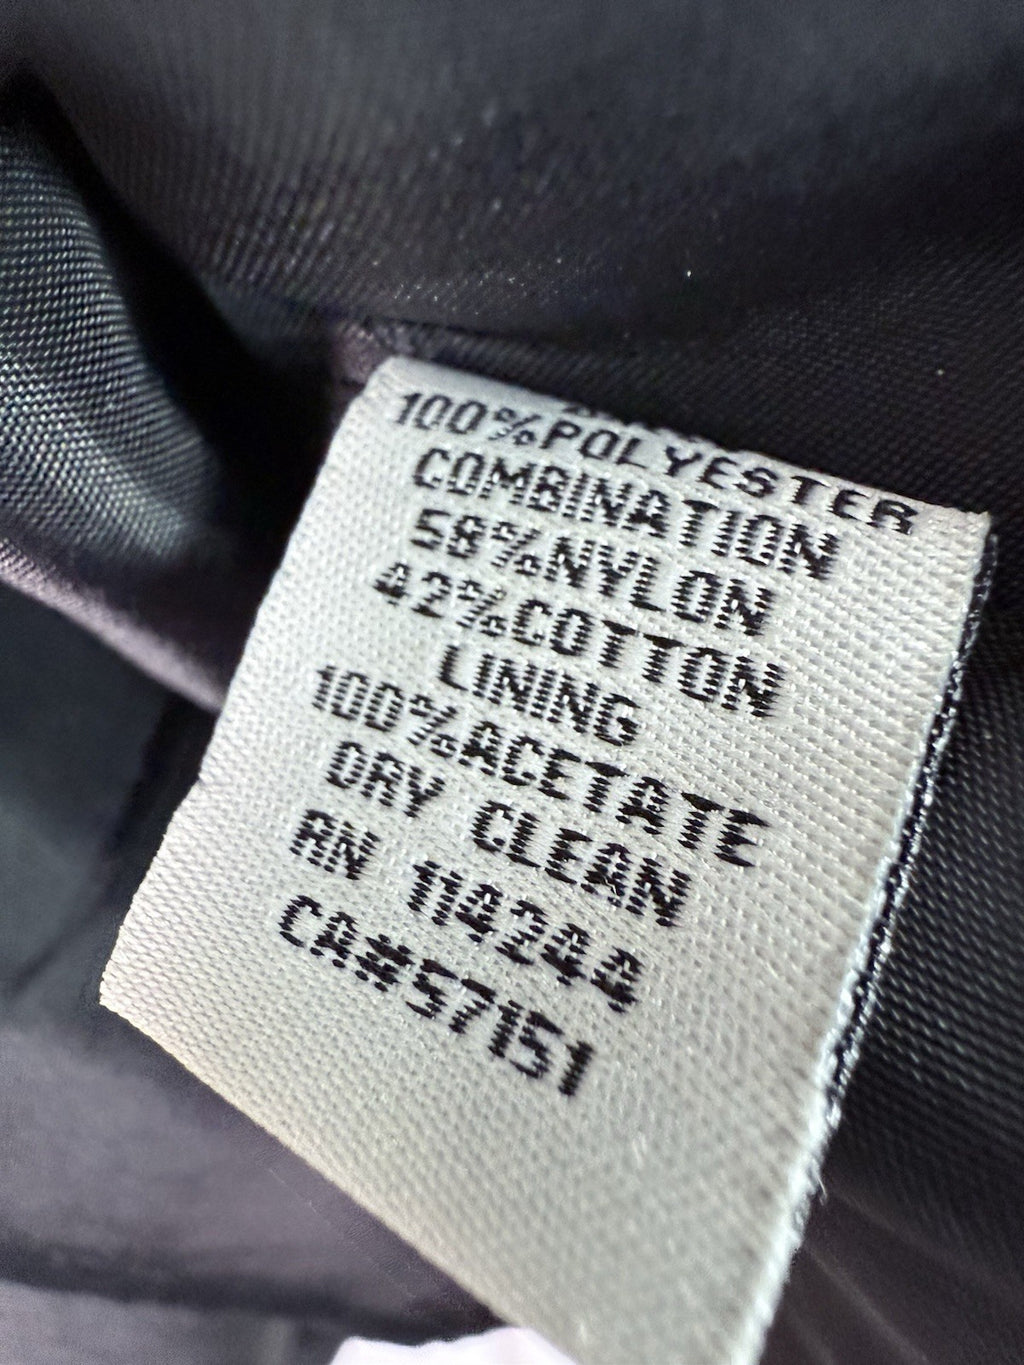 100%POLYESTER
COMBINATION
58%NYLON
42%COTTON
LINING
100%ACETATE
DRY CLEAN
RN 114244
CA#57151